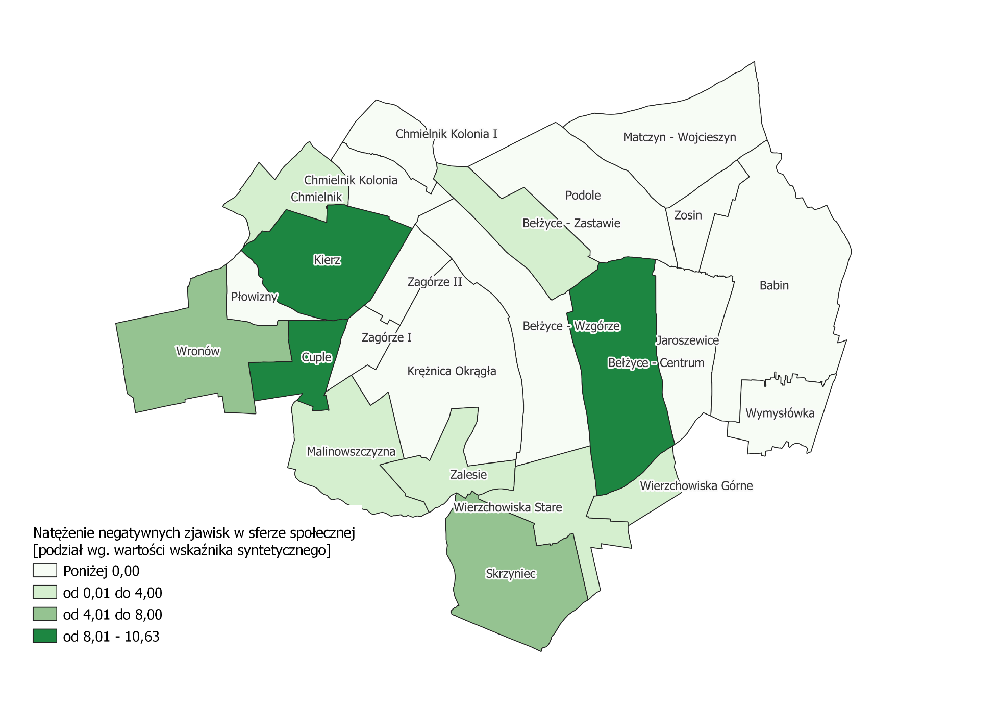 Chmielnik Kolonia I
Matczyn - Wojcieszyn
Chmielnik Kolonia
Chmielnik
Podole
Zosin
Bełżyce - Zastawie
Kierz
Zagórze II
Babin
Płowizny
Bełżyce - Wzgórze
Zagórze I
Jaroszewice
Wronów
Cuple
Bełżyce - Centrum
Krężnica Okrągła
Wymysłówka
Malinowszczyzna
Zalesie
Wierzchowiska Górne
Wierzchowiska Stare
Skrzyniec
Natężenie negatywnych zjawisk w sferze społecznej
[podział wg. wartości wskaźnika syntetycznego]
Poniżej 0,00
od 0,01 do 4,00
od 4,01 do 8,00
od 8,01 - 10,63